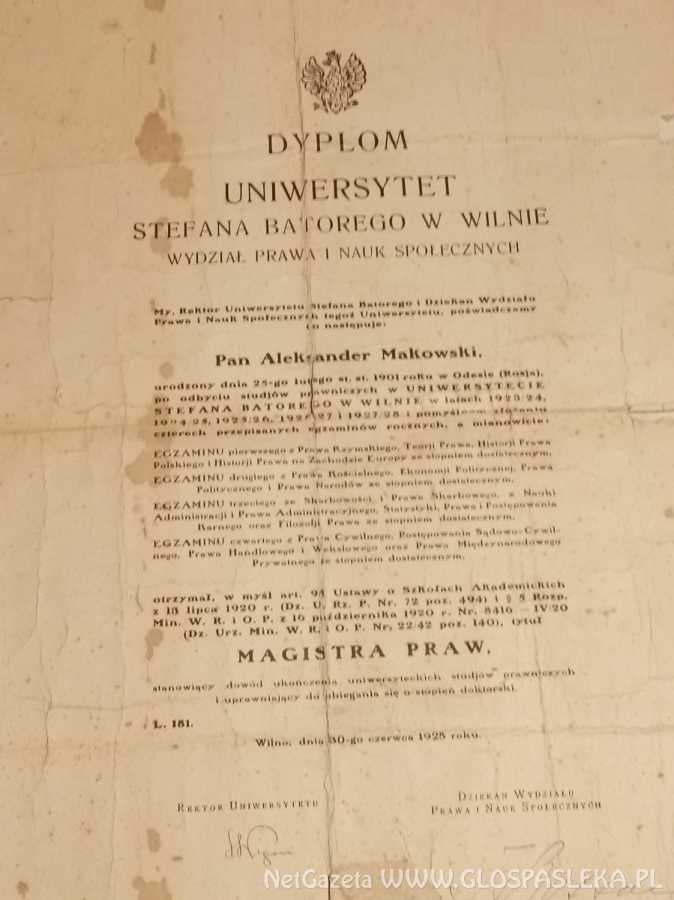 DYPLOM
UNIWERSYTET
STEFANA BATOREGO W WILNIE
WYDZIAŁ PRAWA I NAUK SPOŁECZNYCH
My, Rektor Uniwersytetu Stefana Batorego i Dziekan Wydziału
Prawa i Nauk Społecznych tegoż Uniwersytetu, poświadczamy
co następuje:
Pan Aleksander Makowski,
urodzony dnia 25-go lutego st. st. 1901 roku w Odesie (Rosja),
po odbyciu studjów prawniczych w UNIWERSYTECIE
STEFANA BATOREGO W WILNIE w latach 1923/24,
1924/25, 1925/26, 1926/27 i 1927/28 i pomyślnem złożeniu
czterech przepisanych egzaminów rocznych, a mianowicie:
EGZAMINU pierwszego z Prawa Rzymskiego, Teorji Prawa, Historji Prawa
Polskiego i Historji Prawa na Zachodzie Europy ze stopniem dostatecznym,
EGZAMINU drugiego z Prawa Kościelnego, Ekonomji Politycznej, Prawa
Politycznego i Prawa Narodów ze stopniem dostatecznym,
EGZAMINU trzeciego ze Skarbowości i Prawa Skarbowego, z Nauki
Administracji i Prawa Administracyjnego, Statystyki, Prawa i Postępowania
Karnego oraz Filozofji Prawa ze stopniem dostatecznym,
EGZAMINU czwartego z Prawa Cywilnego, Postępowania Sądowo-Cywil-
nego, Prawa Handlowego i Wekslowego oraz Prawa Międzynarodowego
Prywatnego ze stopniem dostatecznym,
otrzymał, w myśl art. 95 Ustawy o Szkołach Akademickich
z 13 lipca 1920 r. (Dz. U. Rz. P. Nr. 72 poz. 494) i § 5 Rozp.
Min. W. R. i O. P. z 16 października 1920 r. Nr. 8416 — IV/20
(Dz. Urz. Min. W. R. i O. P. Nr. 22/42 poz. 140), tytuł
MAGISTRA PRAW,
stanowiący dowód ukończenia uniwersyteckich studjów prawniczych
i uprawniający do ubiegania się o stopień doktorski.
L. 181.
Wilno, dnia 30-go czerwca 1928 roku.
REKTOR UNIWERSYTETU
DZIEKAN WYDZIAŁU
PRAWA I NAUK SPOŁECZNYCH
NetGazeta WWW.GLOSPASLEKA.PL